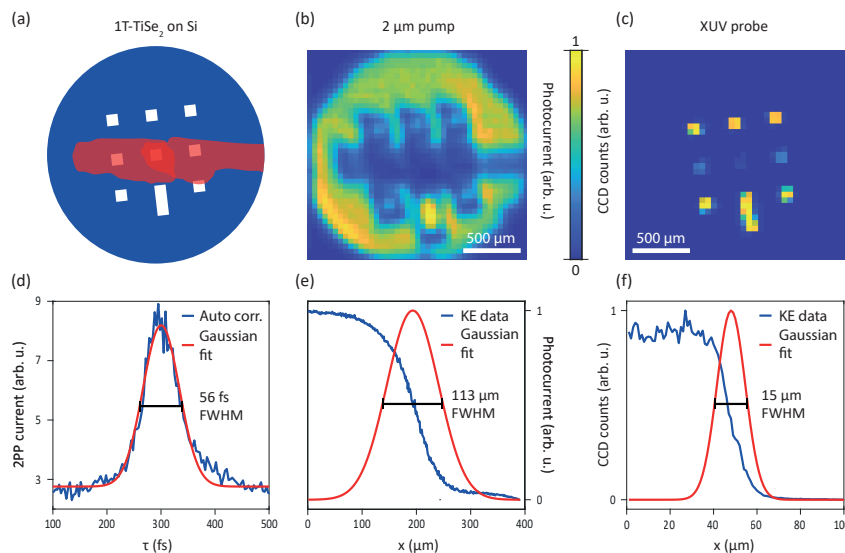 (a)
1T-TiSe₂ on Si
(b)
2 μm pump
(c)
XUV probe
1
Photocurrent (arb. u.)
CCD counts (arb. u.)
0
500 μm
500 μm
(d)
9
7
5
3
2PP current (arb. u.)
Auto corr.
Gaussian
fit
56 fs
FWHM
100
200
300
400
500
τ (fs)
(e)
KE data
Gaussian
fit
113 μm
FWHM
1
0
Photocurrent (arb. u.)
0
100
200
300
400
x (μm)
(f)
KE data
Gaussian
fit
15 μm
FWHM
1
0
CCD counts (arb. u.)
0
20
40
60
80
100
x (μm)